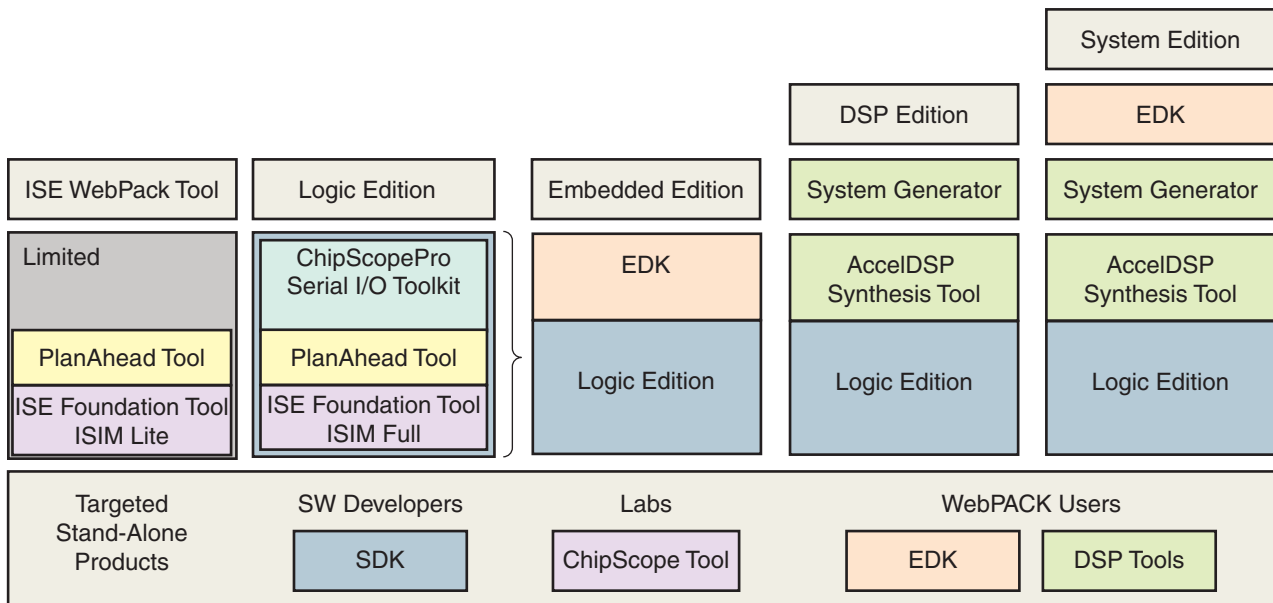 System Edition
DSP Edition
EDK
ISE WebPack Tool
Logic Edition
Embedded Edition
System Generator
System Generator
Limited
ChipScopePro
Serial I/O Toolkit
EDK
AccelDSP
Synthesis Tool
AccelDSP
Synthesis Tool
PlanAhead Tool
PlanAhead Tool
Logic Edition
Logic Edition
Logic Edition
ISE Foundation Tool
ISIM Lite
ISE Foundation Tool
ISIM Full
Targeted
Stand-Alone
Products
SW Developers
SDK
Labs
ChipScope Tool
WebPACK Users
EDK
DSP Tools